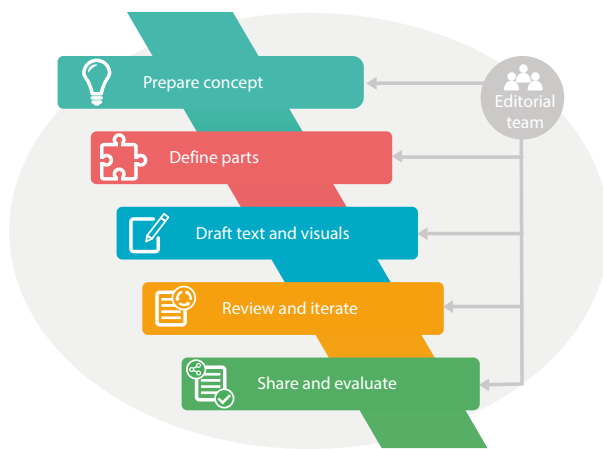 Prepare concept
Editorial
team
Define parts
Draft text and visuals
Review and iterate
Share and evaluate